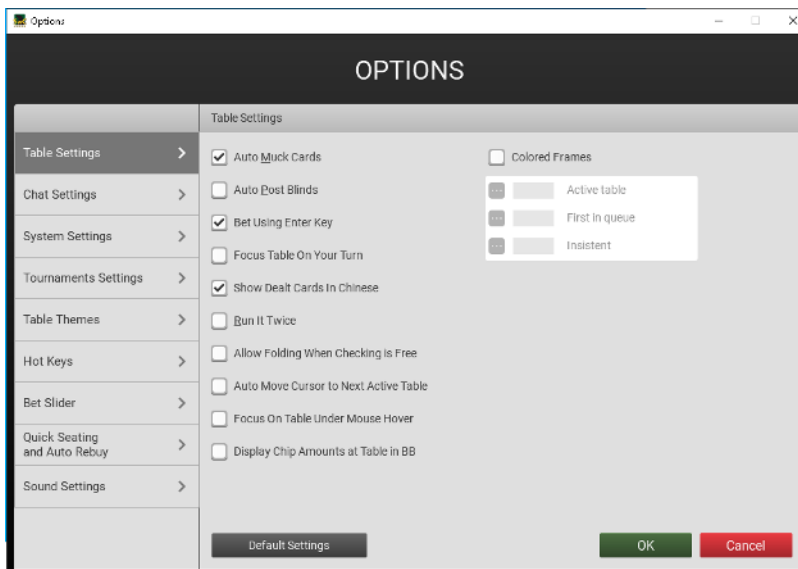 Options
OPTIONS
Table Settings
Table Settings
Chat Settings
System Settings
Tournaments Settings
Table Themes
Hot Keys
Bet Slider
Quick Seating
and Auto Rebuy
Sound Settings
Auto Muck Cards
Auto Post Blinds
Bet Using Enter Key
Focus Table On Your Turn
Show Dealt Cards In Chinese
Run It Twice
Allow Folding When Checking is Free
Auto Move Cursor to Next Active Table
Focus On Table Under Mouse Hover
Display Chip Amounts at Table in BB
Colored Frames
Active table
First in queue
Insistent
Default Settings
OK
Cancel